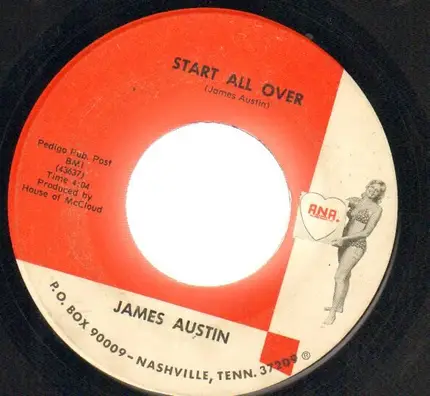 START ALL OVER
(James Austin)
Pedigo Pub. Post
BMI
(43637)
Time 4:04
Produced by
House of McCloud
A.N.A.
JAMES AUSTIN
P.O. BOX 90009-NASHVILLE, TENN. 37209 ®